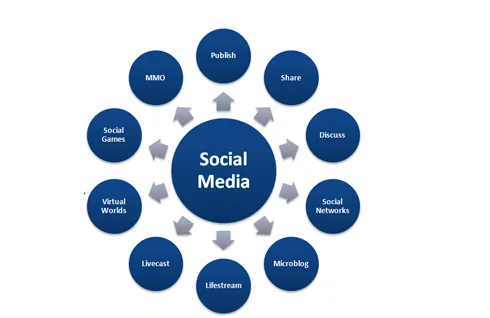 Publish
MMO
Share
Social
Games
Discuss
Social
Media
Virtual
Worlds
Social
Networks
Livecast
Microblog
Lifestream